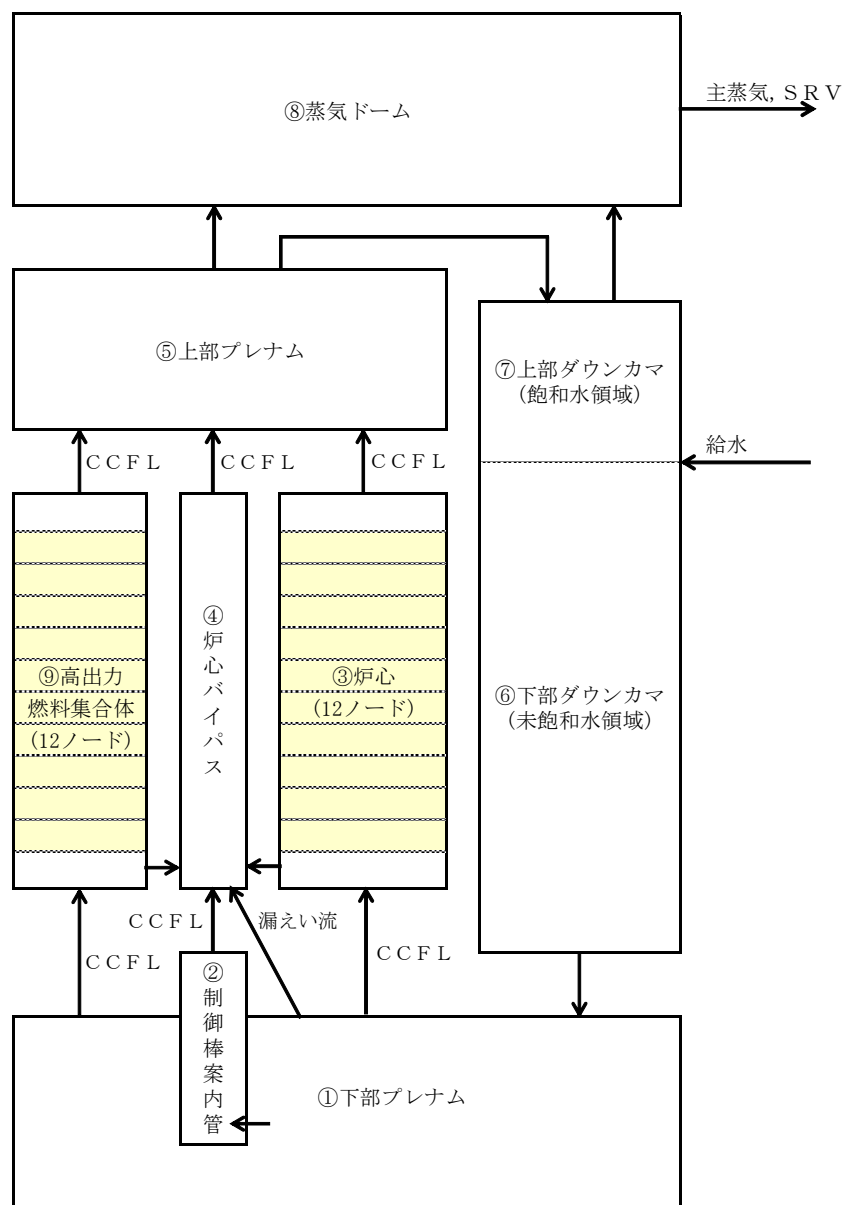 ⑧蒸気ドーム
主蒸気, ＳＲＶ
⑤上部プレナム
⑦上部ダウンカマ
(飽和水領域)
給水
ＣＣＦＬ
ＣＣＦＬ
ＣＣＦＬ
⑨高出力
燃料集合体
(12ノード)
④炉心バイパス
③炉心
(12ノード)
⑥下部ダウンカマ
(未飽和水領域)
ＣＣＦＬ
漏えい流
ＣＣＦＬ
ＣＣＦＬ
②制御棒案内管
①下部プレナム